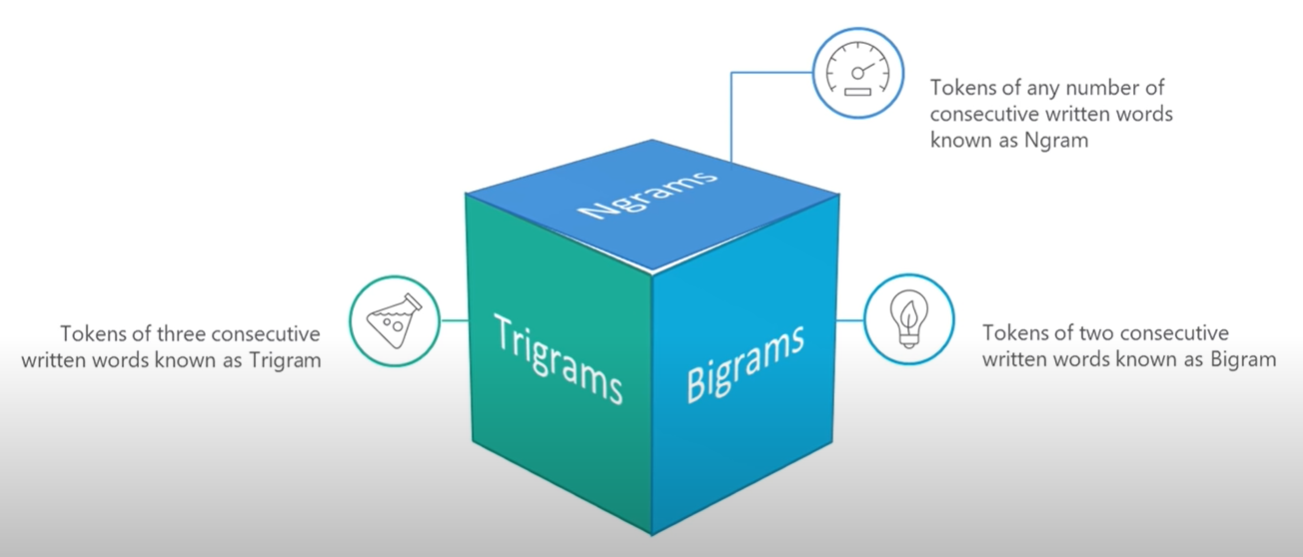 Tokens of any number of
consecutive written words
known as Ngram
Ngrams
Trigrams
Bigrams
Tokens of three consecutive
written words known as Trigram
Tokens of two consecutive
written words known as Bigram